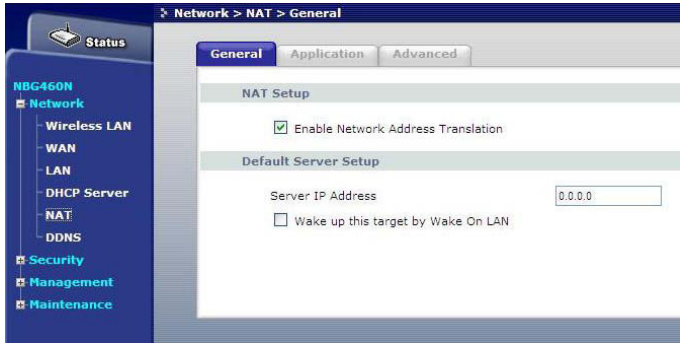 Network > NAT > General
Status
General
Application
Advanced
NBG460N
Network
Wireless LAN
WAN
LAN
DHCP Server
NAT
DDNS
Security
Management
Maintenance
NAT Setup
Enable Network Address Translation
Default Server Setup
Server IP Address
0.0.0.0
Wake up this target by Wake On LAN